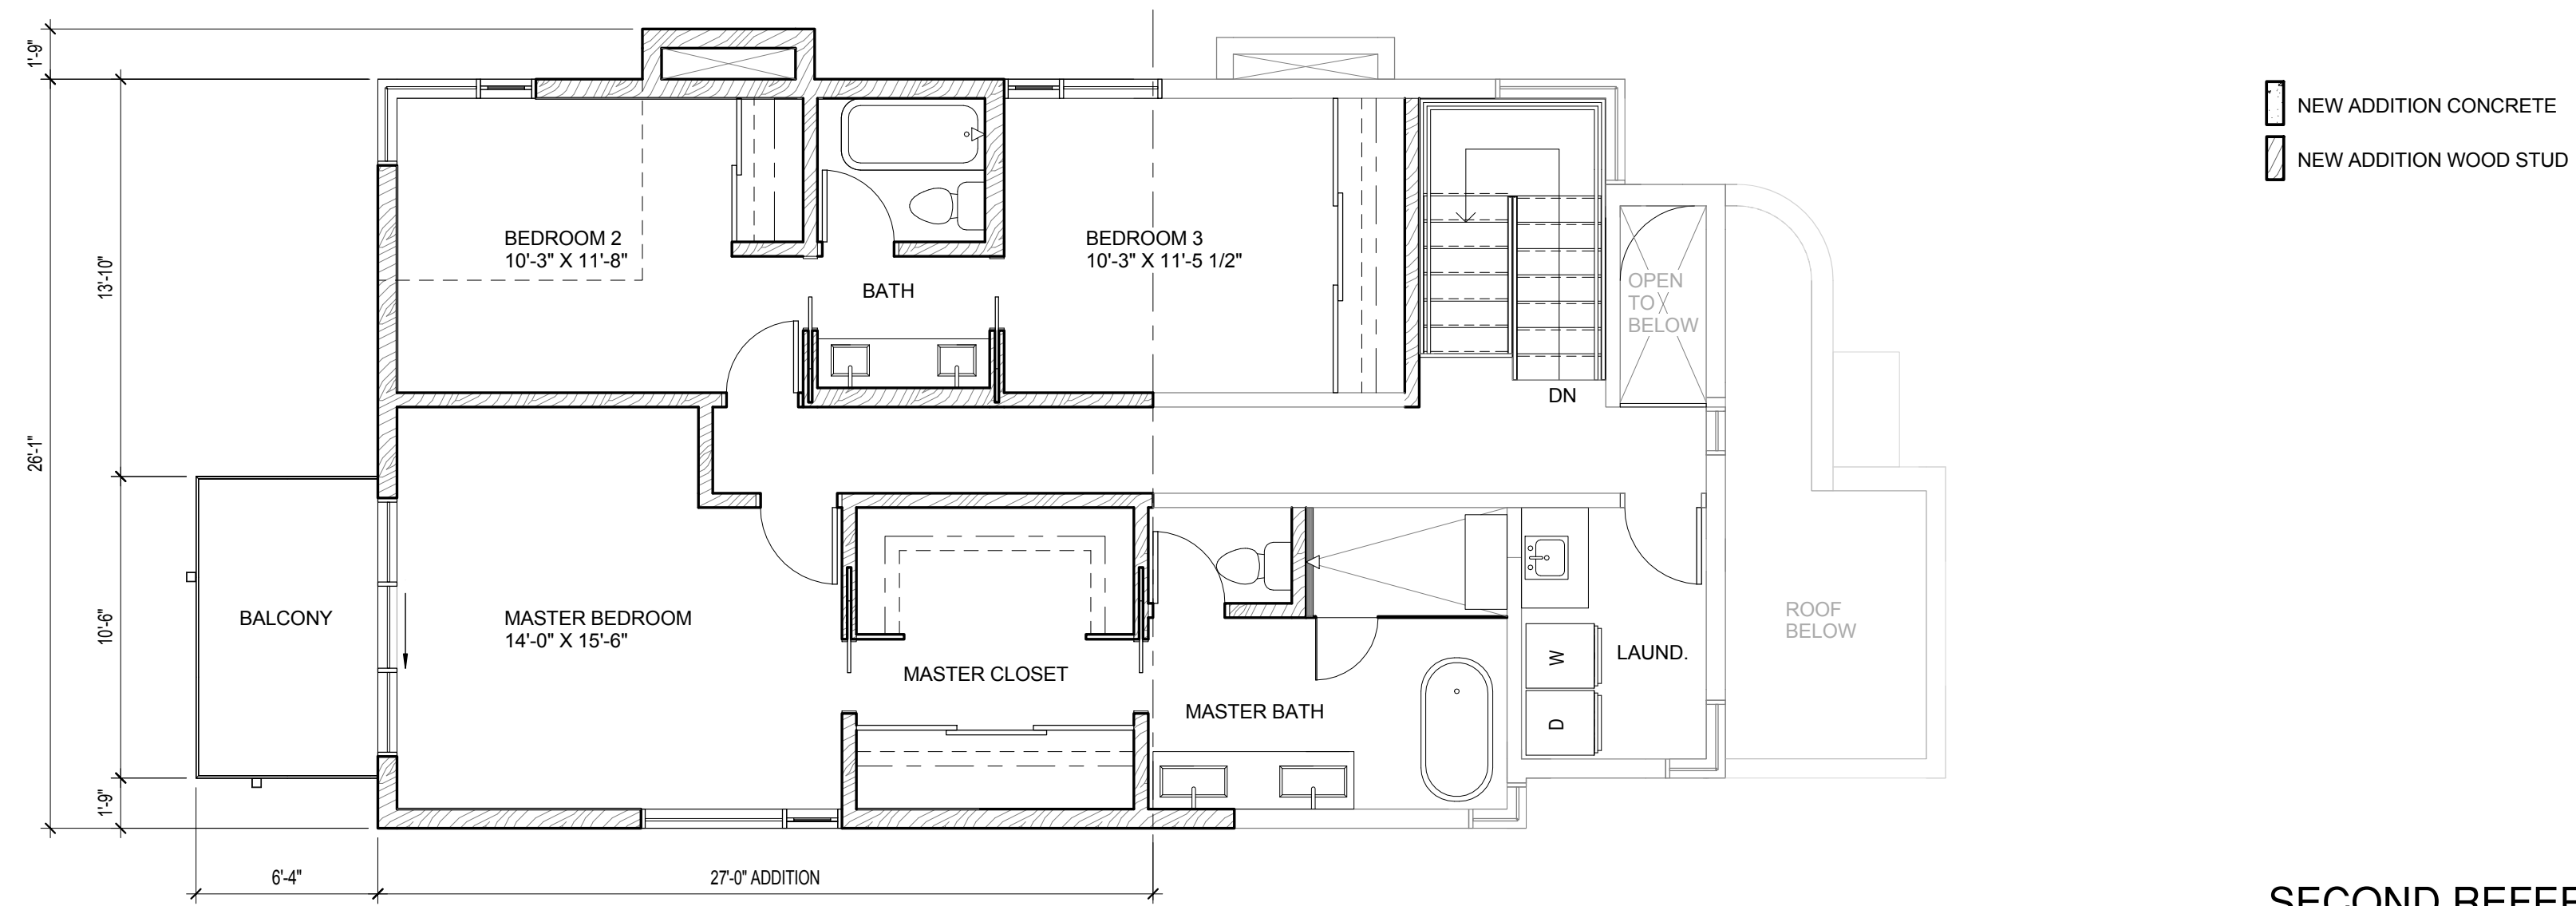 1'-9"
13'-10"
26'-1"
10'-6"
1'-9"
6'-4"
27'-0" ADDITION
BEDROOM 2
10'-3" X 11'-8"
BATH
BEDROOM 3
10'-3" X 11'-5 1/2"
DN
OPEN
TO
BELOW
BALCONY
MASTER BEDROOM
14'-0" X 15'-6"
MASTER CLOSET
MASTER BATH
W
D
LAUND.
ROOF
BELOW
NEW ADDITION CONCRETE
NEW ADDITION WOOD STUD
SECOND